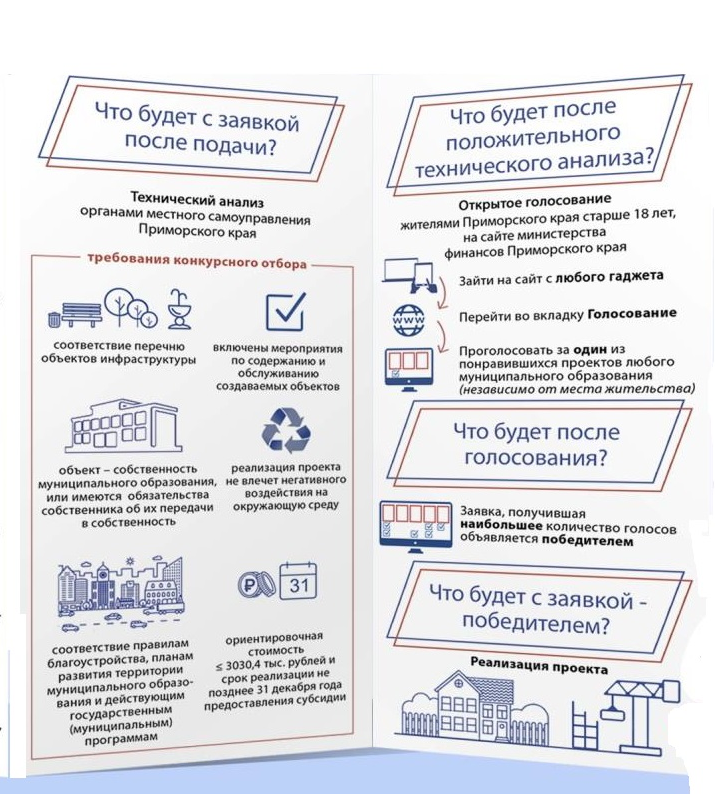 Что будет с заявкой
после подачи?
Технический анализ
органами местного самоуправления
Приморского края
требования конкурсного отбора
соответствие перечню
объектов инфраструктуры
включены мероприятия
по содержанию и
обслуживанию
создаваемых объектов
объект – собственность
муниципального образования,
или имеются обязательства
собственника об их передачи
в собственность
реализация проекта
не влечет негативного
воздействия на
окружающую среду
31
соответствие правилам
благоустройства, планам
развития территории
муниципального образо-
вания и действующим
государственным
(муниципальным)
программам
ориентировочная
стоимость
≤ 3030,4 тыс. рублей и
срок реализации не
позднее 31 декабря года
предоставления субсидии
Что будет после
положительного
технического анализа?
Открытое голосование
жителями Приморского края старше 18 лет,
на сайте министерства
финансов Приморского края
Зайти на сайт с любого гаджета
www
Перейти во вкладку Голосование
Проголосовать за один из
понравившихся проектов любого
муниципального образования
(независимо от места жительства)
Что будет после
голосования?
Заявка, получившая
наибольшее количество голосов
объявляется победителем
Что будет с заявкой -
победителем?
Реализация проекта